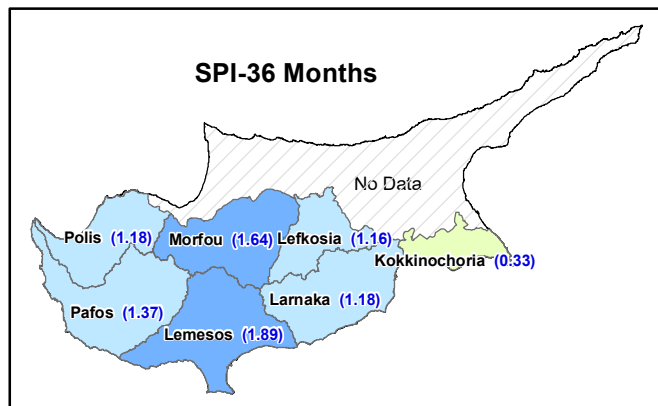 SPI-36 Months
No Data
Polis (1.18)
Morfou (1.64)
Lefkosia (1.16)
Kokkinochoria (0.33)
Pafos (1.37)
Larnaka (1.18)
Lemesos (1.89)